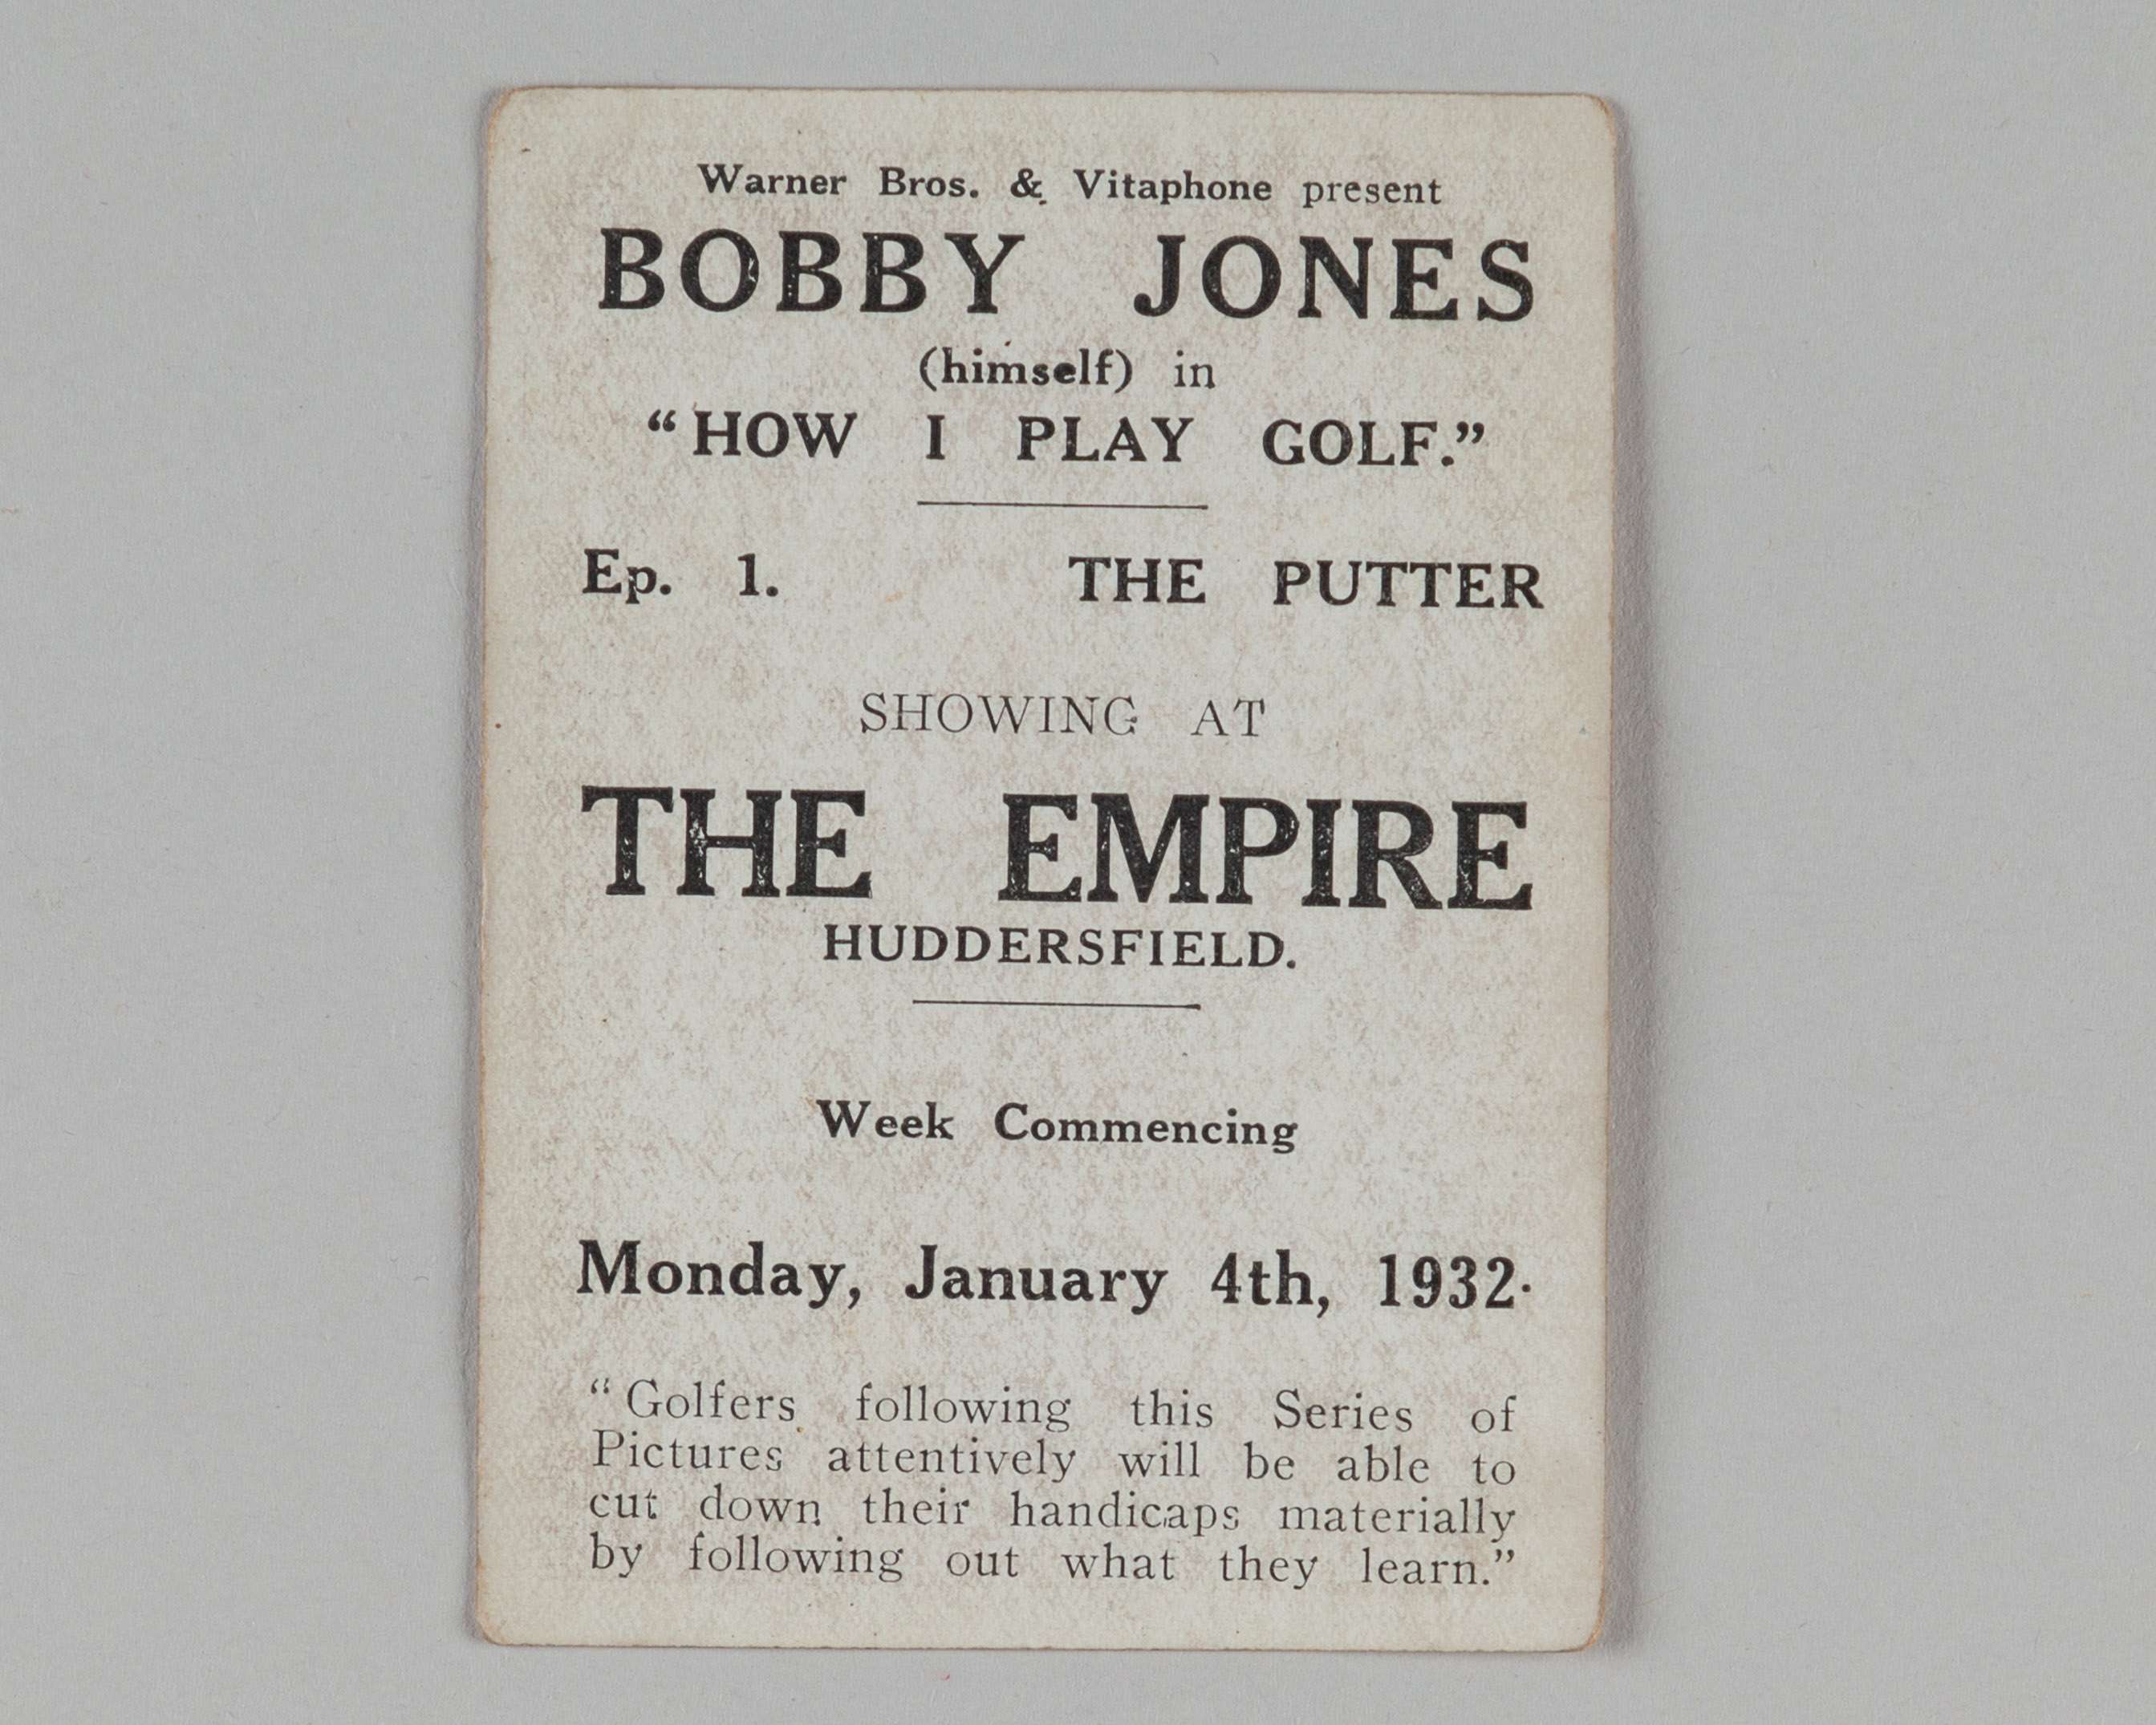 Warner Bros. & Vitaphone present
BOBBY JONES
(himself) in
“HOW I PLAY GOLF.”
Ep. 1. THE PUTTER
SHOWING AT
THE EMPIRE
HUDDERSFIELD.
Week Commencing
Monday, January 4th, 1932·
“Golfers following this Series of
Pictures attentively will be able to
cut down their handicaps materially
by following out what they learn.”